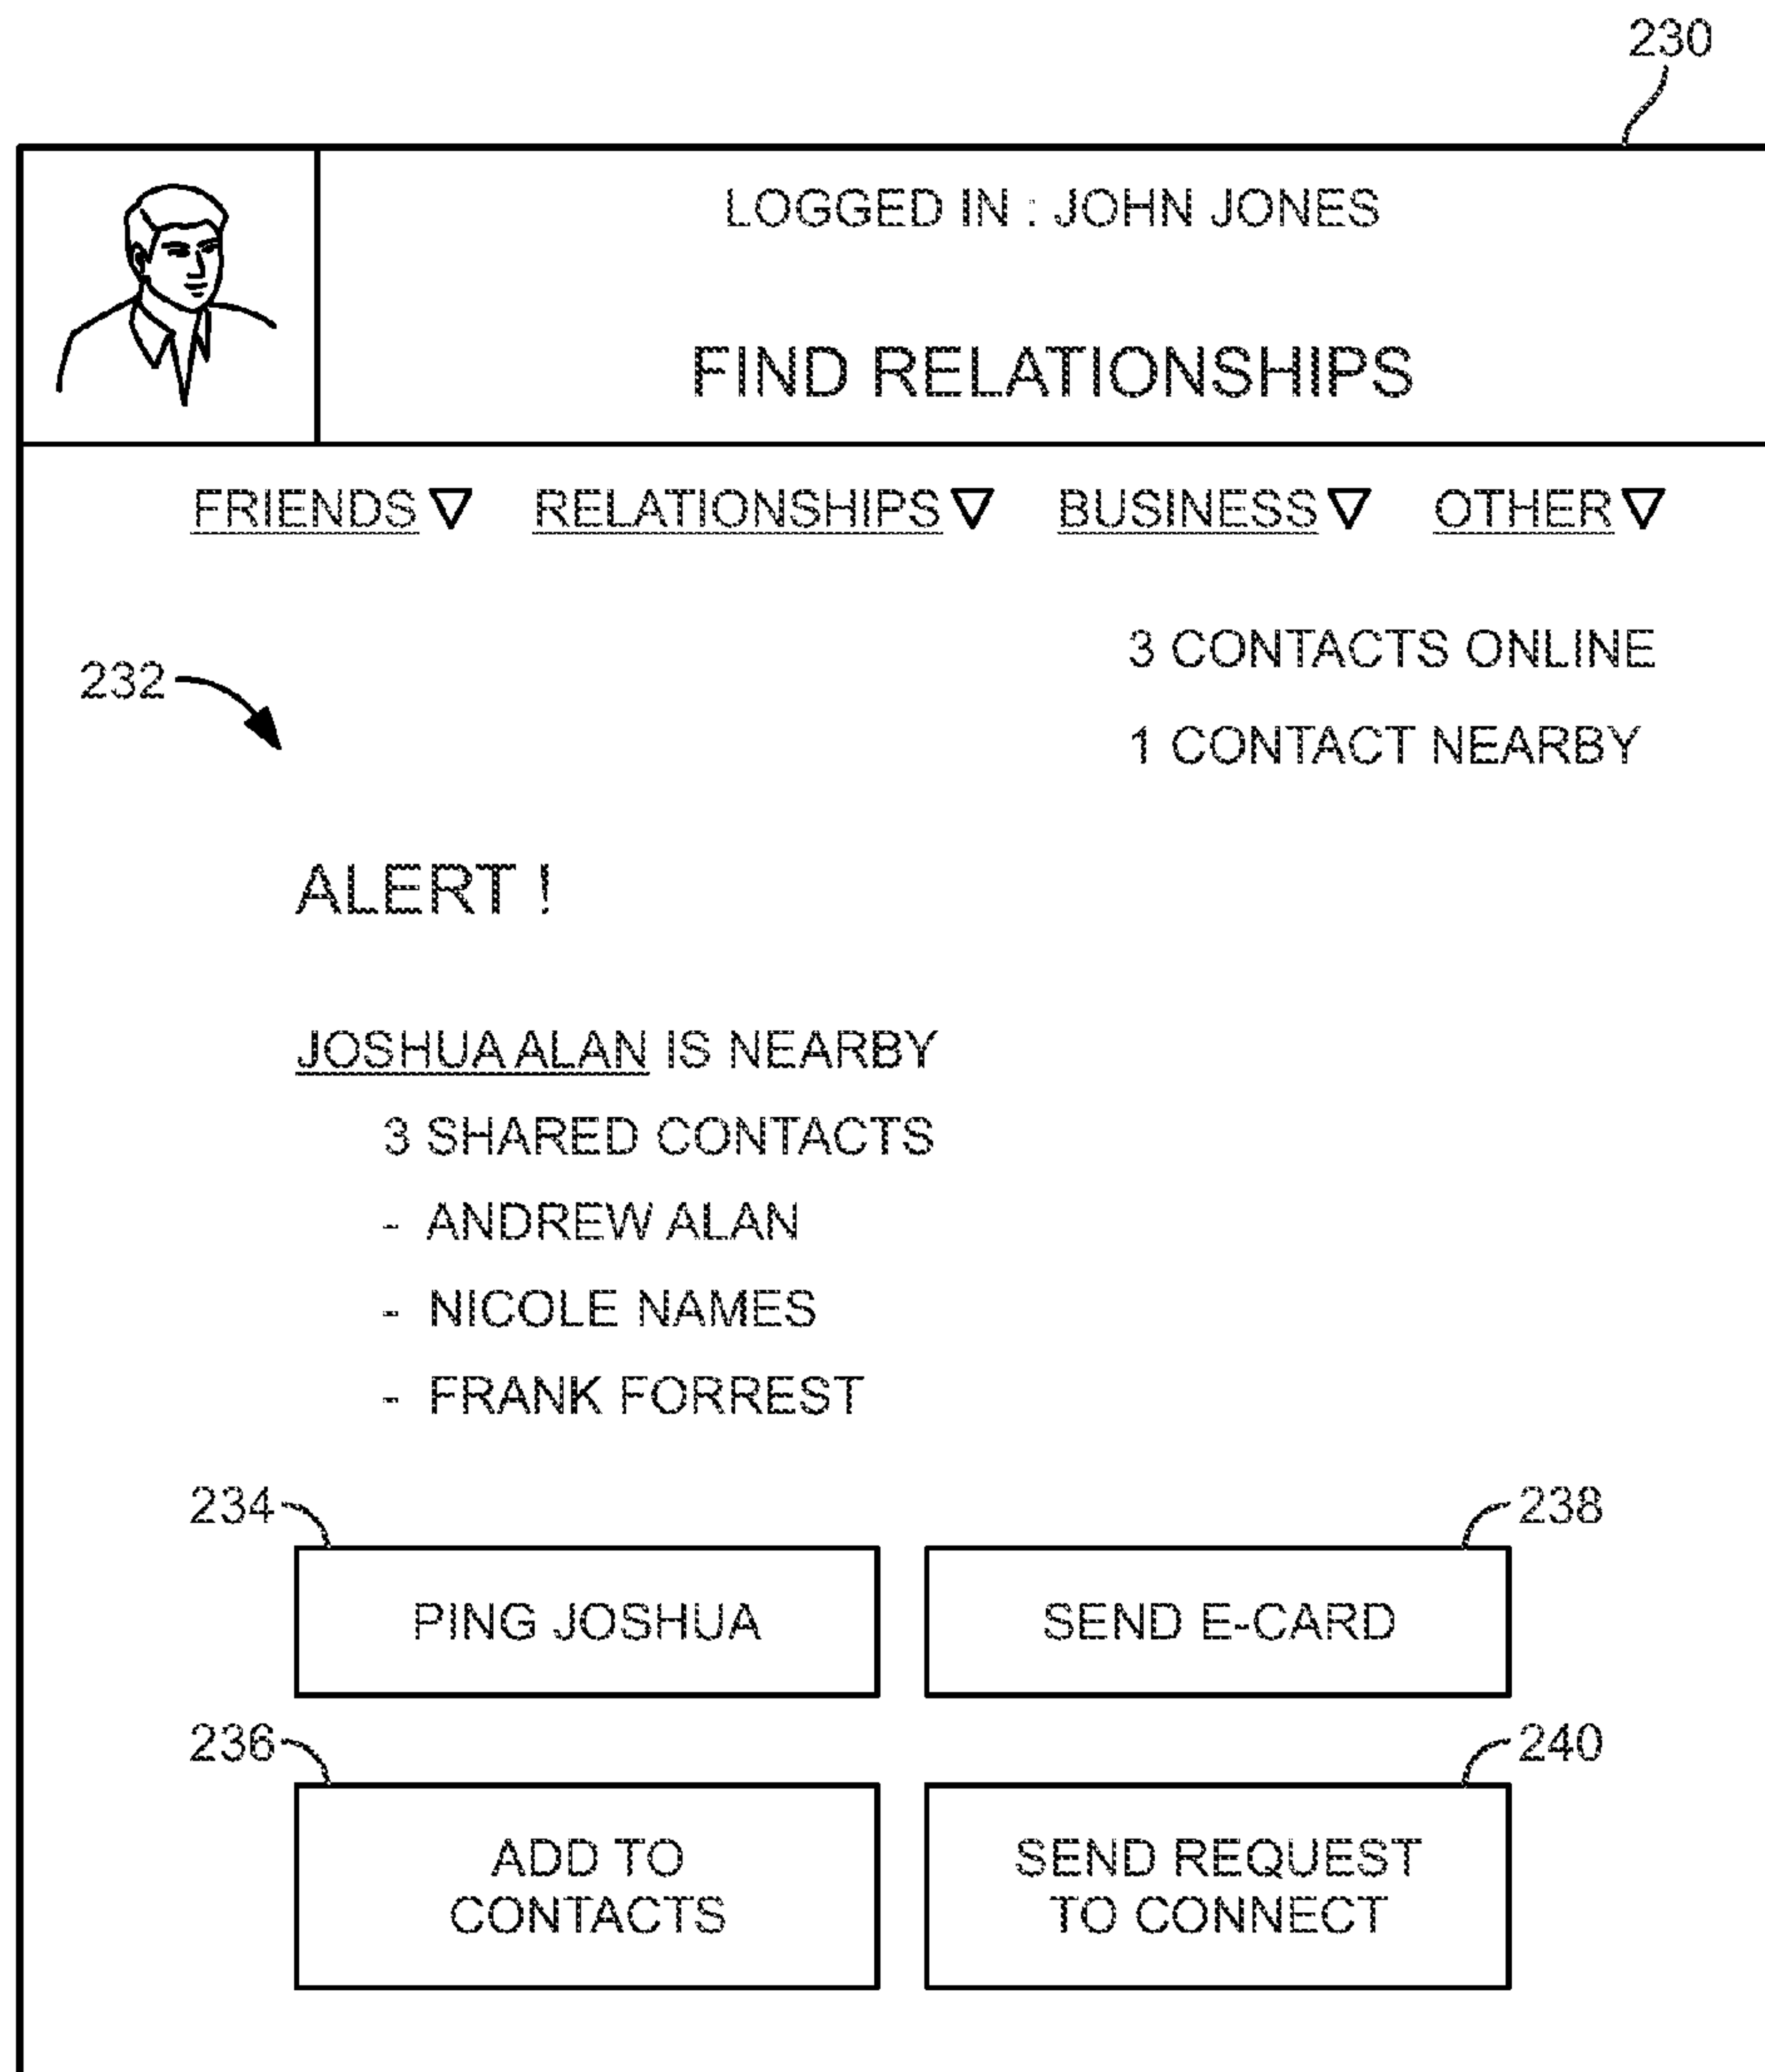 230
LOGGED IN : JOHN JONES
FIND RELATIONSHIPS
FRIENDS RELATIONSHIPS BUSINESS OTHER
3 CONTACTS ONLINE
232
1 CONTACT NEARBY
ALERT !
JOSHUA ALAN IS NEARBY
3 SHARED CONTACTS
- ANDREW ALAN
- NICOLE NAMES
- FRANK FORREST
234 238
PING JOSHUA SEND E-CARD
236 240
ADD TO
CONTACTS
SEND REQUEST
TO CONNECT